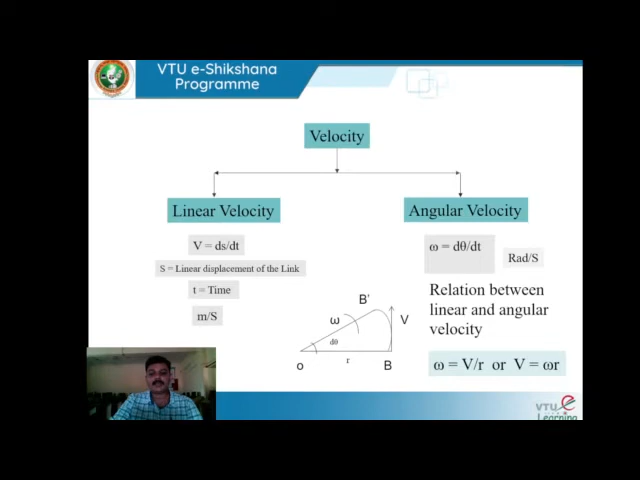 VTU e-Shikshana
Programme
Velocity
Linear Velocity
Angular Velocity
V = ds/dt
S = Linear displacement of the Link
t = Time
m/S
ω = dθ/dt
Rad/S
Relation between
linear and angular
velocity
ω = V/r or V = ωr
B'
ω
V
dθ
o
r
B
VTU e
Learning